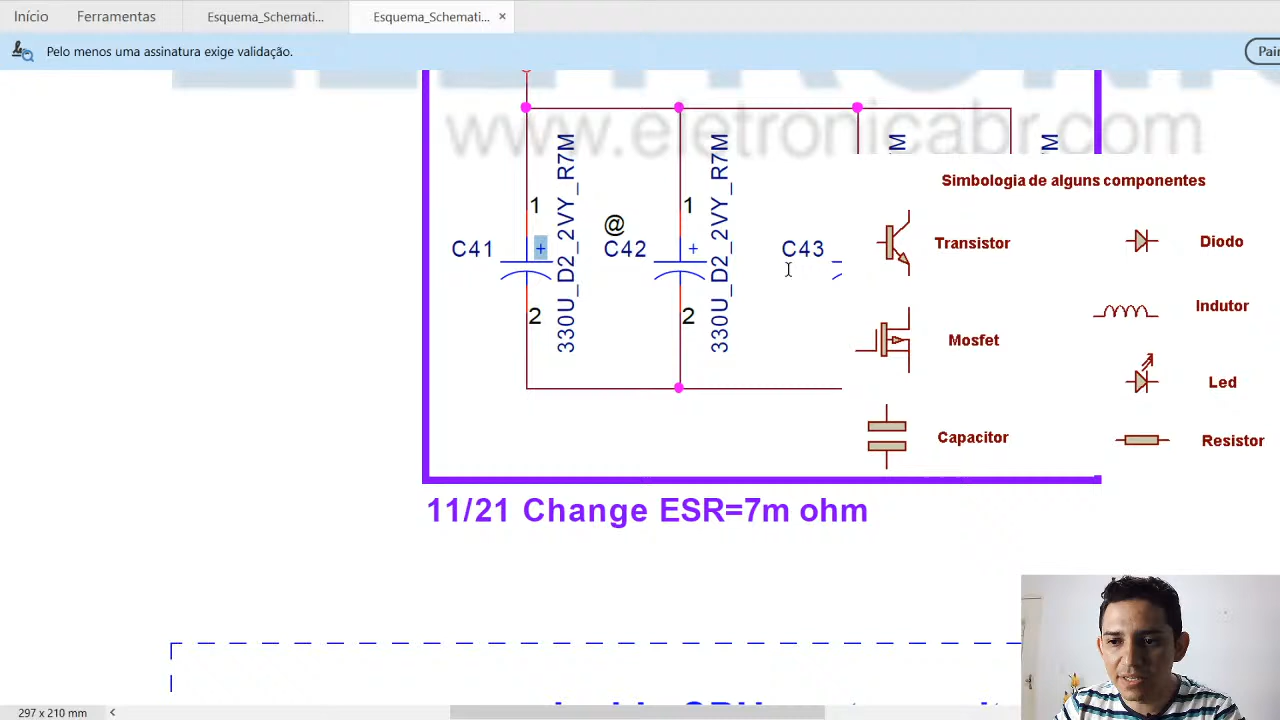 Início Ferramentas Esquema_Schemati... Esquema_Schemati... ×
Pelo menos uma assinatura exige validação.
www.eletronicabr.com
C41 + 1 2 330U_D2_2VY_R7M
@
C42 + 1 2 330U_D2_2VY_R7M
C43
Simbologia de alguns componentes
Transistor Diodo
Mosfet Indutor
Led
Capacitor Resistor
11/21 Change ESR=7m ohm
297 x 210 mm